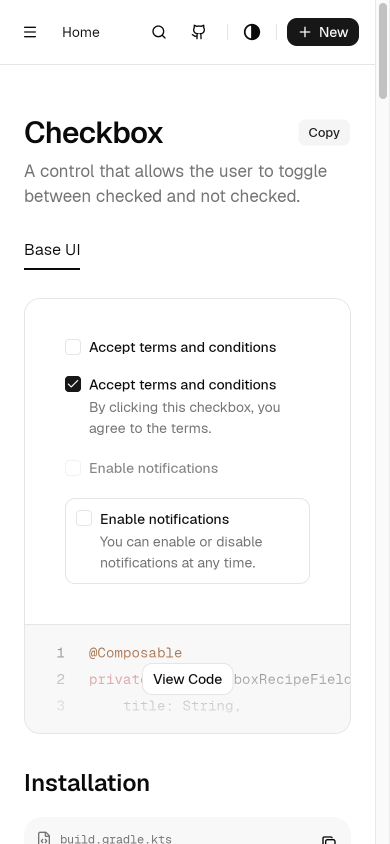 Home
New
Checkbox
Copy
A control that allows the user to toggle
between checked and not checked.
Base UI
Accept terms and conditions
Accept terms and conditions
By clicking this checkbox, you
agree to the terms.
Enable notifications
Enable notifications
You can enable or disable
notifications at any time.
1 @Composable
2 private boxRecipeField
View Code
3 title: String,
Installation
build.gradle.kts